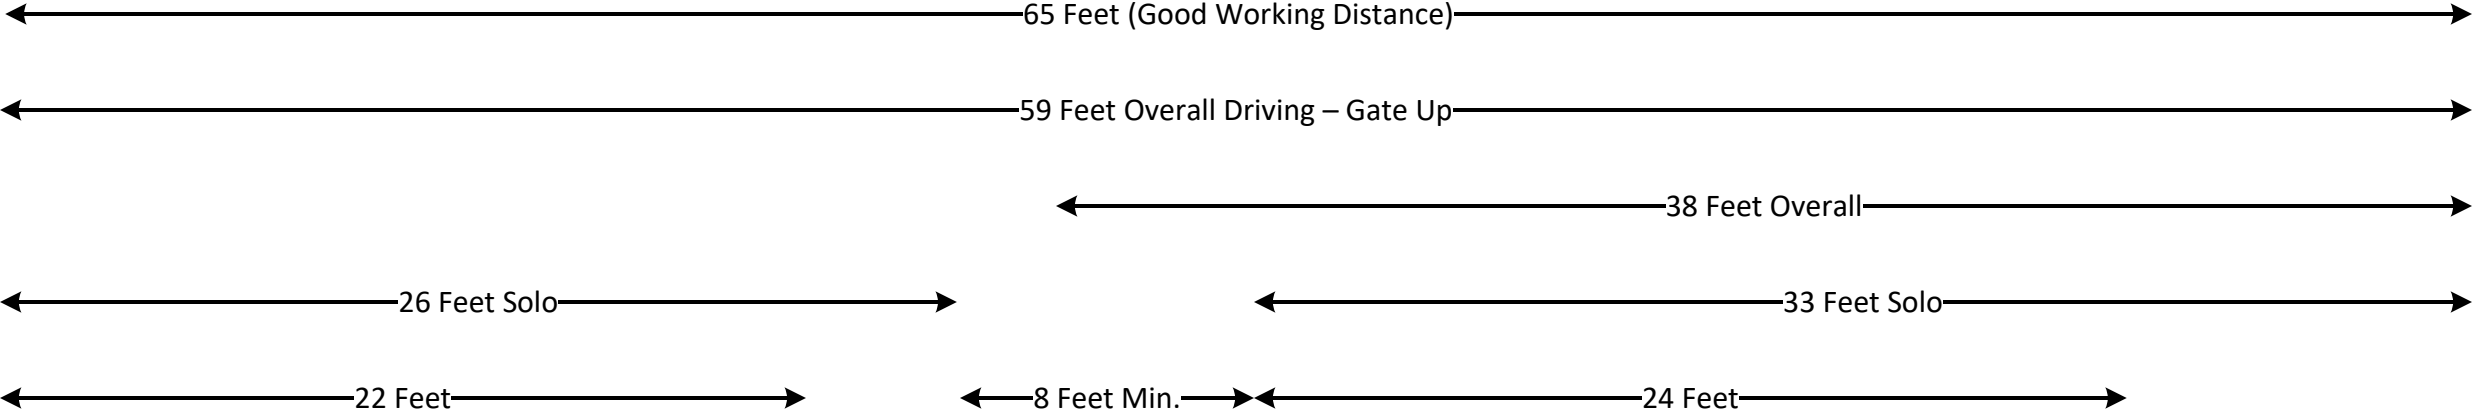 65 Feet (Good Working Distance)
59 Feet Overall Driving – Gate Up
38 Feet Overall
26 Feet Solo
33 Feet Solo
22 Feet
8 Feet Min.
24 Feet